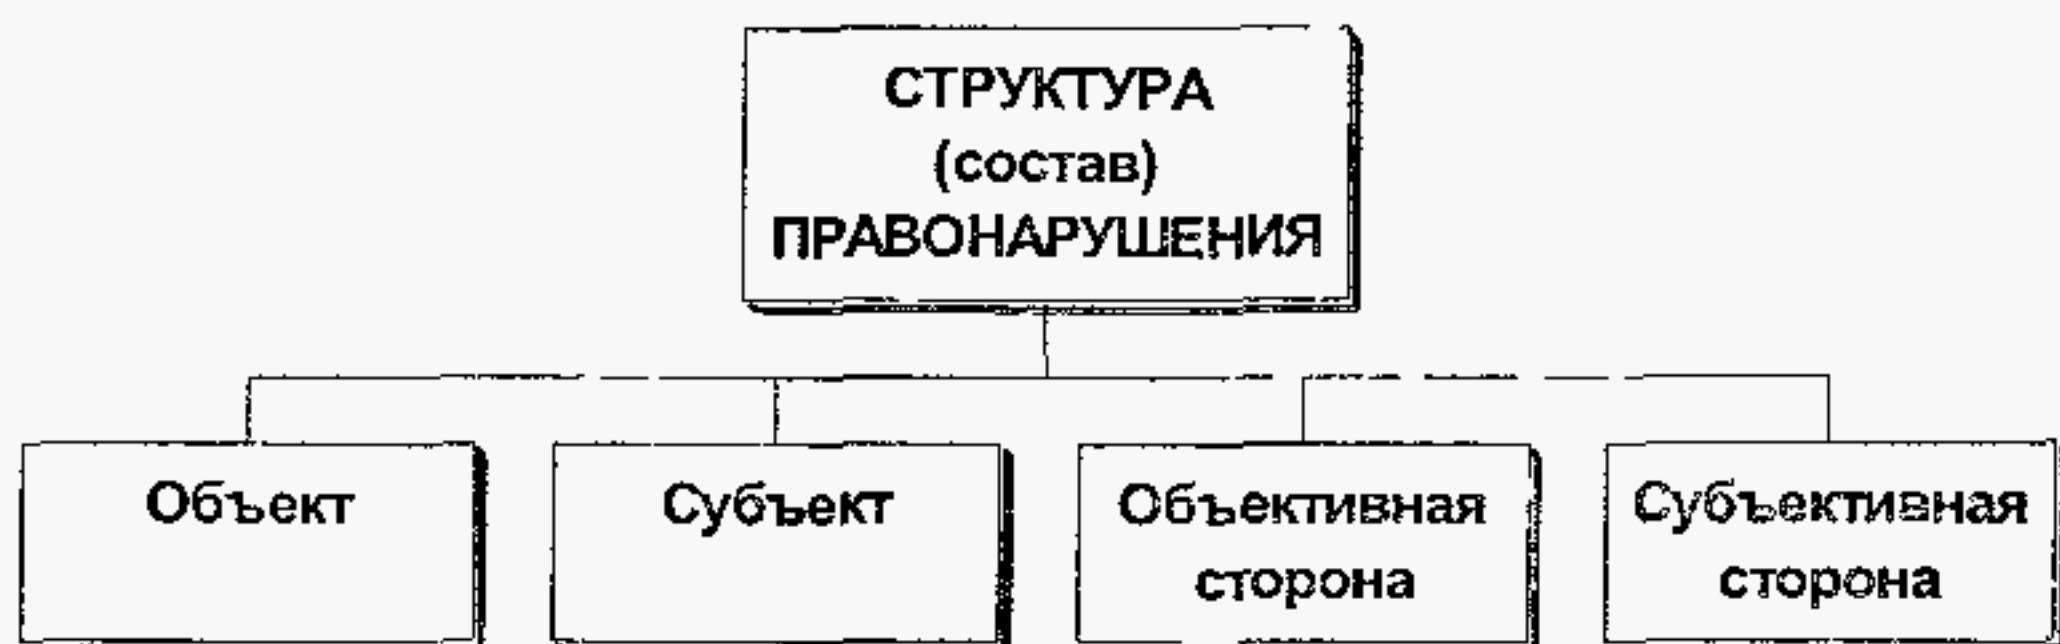 СТРУКТУРА
(состав)
ПРАВОНАРУШЕНИЯ
Объект
Субъект
Объективная
сторона
Субъективная
сторона